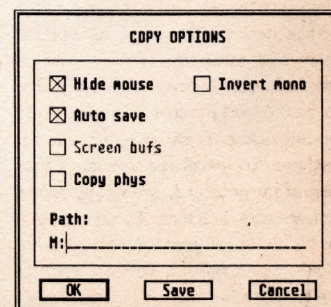 COPY OPTIONS
Hide mouse Invert mono
Auto save
Screen bufs
Copy phys
Path:
M:
OK Save Cancel